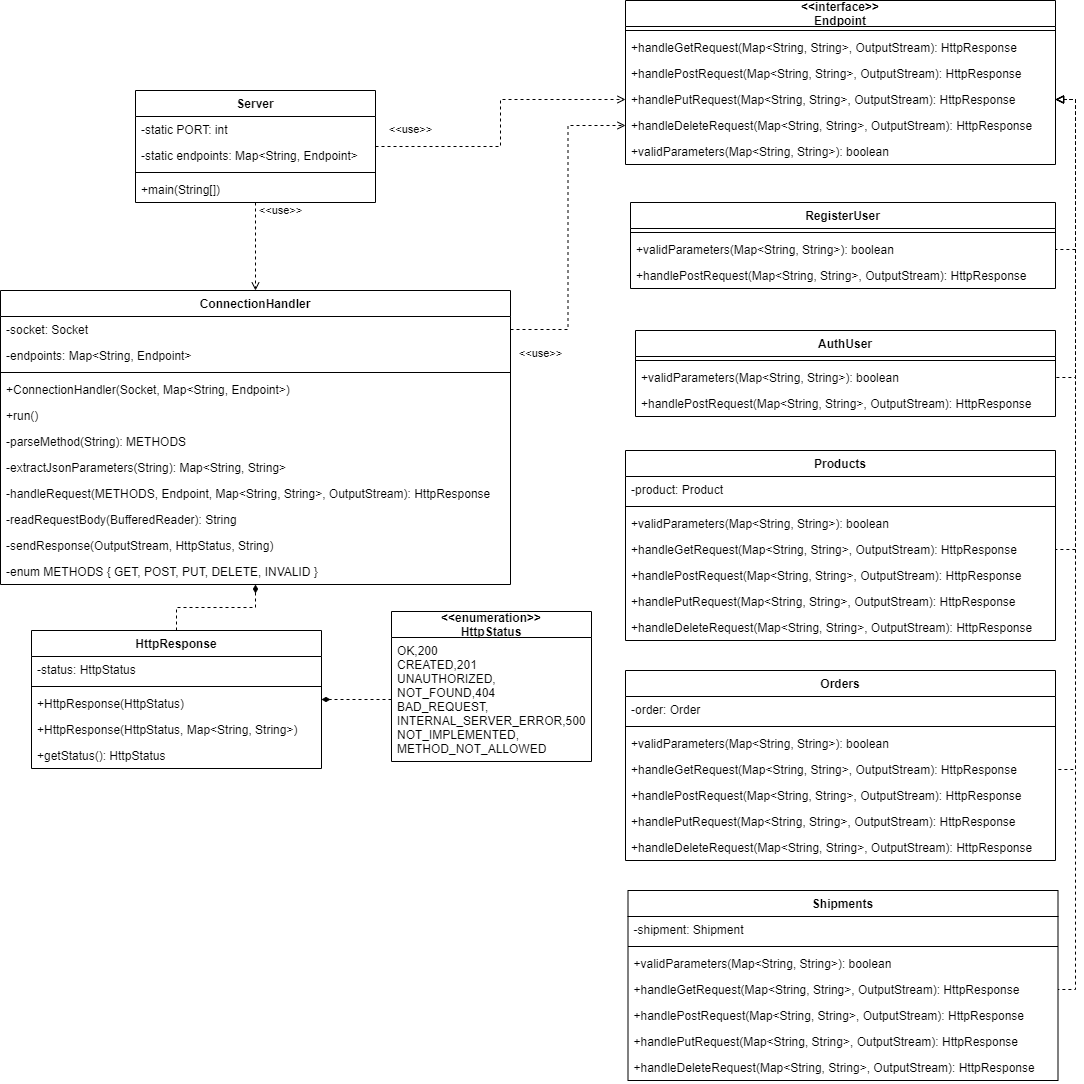 <<interface>>
Endpoint
+handleGetRequest(Map<String, String>, OutputStream): HttpResponse
+handlePostRequest(Map<String, String>, OutputStream): HttpResponse
+handlePutRequest(Map<String, String>, OutputStream): HttpResponse
+handleDeleteRequest(Map<String, String>, OutputStream): HttpResponse
+validParameters(Map<String, String>): boolean
Server
-static PORT: int
-static endpoints: Map<String, Endpoint>
+main(String[])
<<use>>
<<use>>
RegisterUser
+validParameters(Map<String, String>): boolean
+handlePostRequest(Map<String, String>, OutputStream): HttpResponse
ConnectionHandler
-socket: Socket
-endpoints: Map<String, Endpoint>
+ConnectionHandler(Socket, Map<String, Endpoint>)
+run()
-parseMethod(String): METHODS
-extractJsonParameters(String): Map<String, String>
-handleRequest(METHODS, Endpoint, Map<String, String>, OutputStream): HttpResponse
-readRequestBody(BufferedReader): String
-sendResponse(OutputStream, HttpStatus, String)
-enum METHODS { GET, POST, PUT, DELETE, INVALID }
<<use>>
AuthUser
+validParameters(Map<String, String>): boolean
+handlePostRequest(Map<String, String>, OutputStream): HttpResponse
Products
-product: Product
+validParameters(Map<String, String>): boolean
+handleGetRequest(Map<String, String>, OutputStream): HttpResponse
+handlePostRequest(Map<String, String>, OutputStream): HttpResponse
+handlePutRequest(Map<String, String>, OutputStream): HttpResponse
+handleDeleteRequest(Map<String, String>, OutputStream): HttpResponse
HttpResponse
-status: HttpStatus
+HttpResponse(HttpStatus)
+HttpResponse(HttpStatus, Map<String, String>)
+getStatus(): HttpStatus
<<enumeration>>
HttpStatus
OK,200
CREATED,201
UNAUTHORIZED,
NOT_FOUND,404
BAD_REQUEST,
INTERNAL_SERVER_ERROR,500
NOT_IMPLEMENTED,
METHOD_NOT_ALLOWED
Orders
-order: Order
+validParameters(Map<String, String>): boolean
+handleGetRequest(Map<String, String>, OutputStream): HttpResponse
+handlePostRequest(Map<String, String>, OutputStream): HttpResponse
+handlePutRequest(Map<String, String>, OutputStream): HttpResponse
+handleDeleteRequest(Map<String, String>, OutputStream): HttpResponse
Shipments
-shipment: Shipment
+validParameters(Map<String, String>): boolean
+handleGetRequest(Map<String, String>, OutputStream): HttpResponse
+handlePostRequest(Map<String, String>, OutputStream): HttpResponse
+handlePutRequest(Map<String, String>, OutputStream): HttpResponse
+handleDeleteRequest(Map<String, String>, OutputStream): HttpResponse